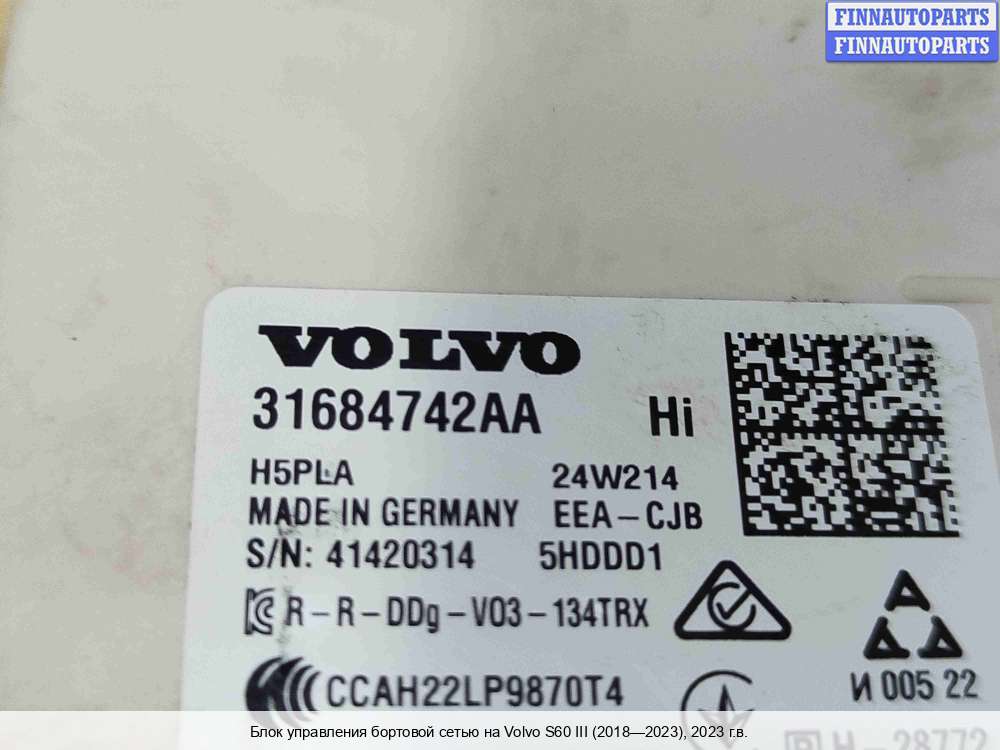 FINNAUTOPARTS
FINNAUTOPARTS
VOLVO
31684742AA Hi
H5PLA 24W214
MADE IN GERMANY EEA-CJB
S/N: 41420314 5HDDD1
R-R-DDg-V03-134TRX
CCAH22LP9870T4
И 005 22
H 28772
Блок управления бортовой сетью на Volvo S60 III (2018—2023), 2023 г.в.